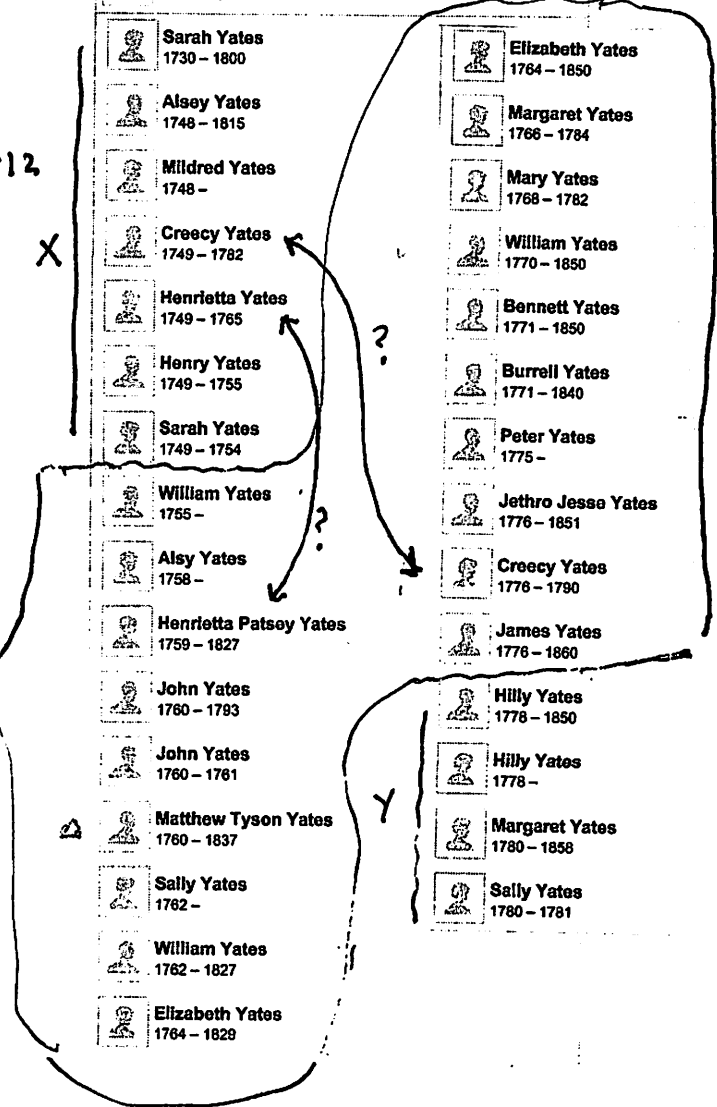 Sarah Yates
1730 – 1800
Alsey Yates
1748 – 1815
Mildred Yates
1748 –
Creecy Yates
1749 – 1782
Henrietta Yates
1749 – 1765
Henry Yates
1749 – 1755
Sarah Yates
1749 – 1754
William Yates
1755 –
Alsy Yates
1758 –
Henrietta Patsey Yates
1759 – 1827
John Yates
1760 – 1793
John Yates
1760 – 1761
Matthew Tyson Yates
1760 – 1837
Sally Yates
1762 –
William Yates
1762 – 1827
Elizabeth Yates
1764 – 1829
12
X
?
?
Elizabeth Yates
1764 – 1850
Margaret Yates
1766 – 1784
Mary Yates
1768 – 1782
William Yates
1770 – 1850
Bennett Yates
1771 – 1850
Burrell Yates
1771 – 1840
Peter Yates
1775 –
Jethro Jesse Yates
1776 – 1851
Creecy Yates
1776 – 1790
James Yates
1776 – 1860
Hilly Yates
1778 – 1850
Hilly Yates
1778 –
Margaret Yates
1780 – 1858
Sally Yates
1780 – 1781
Y